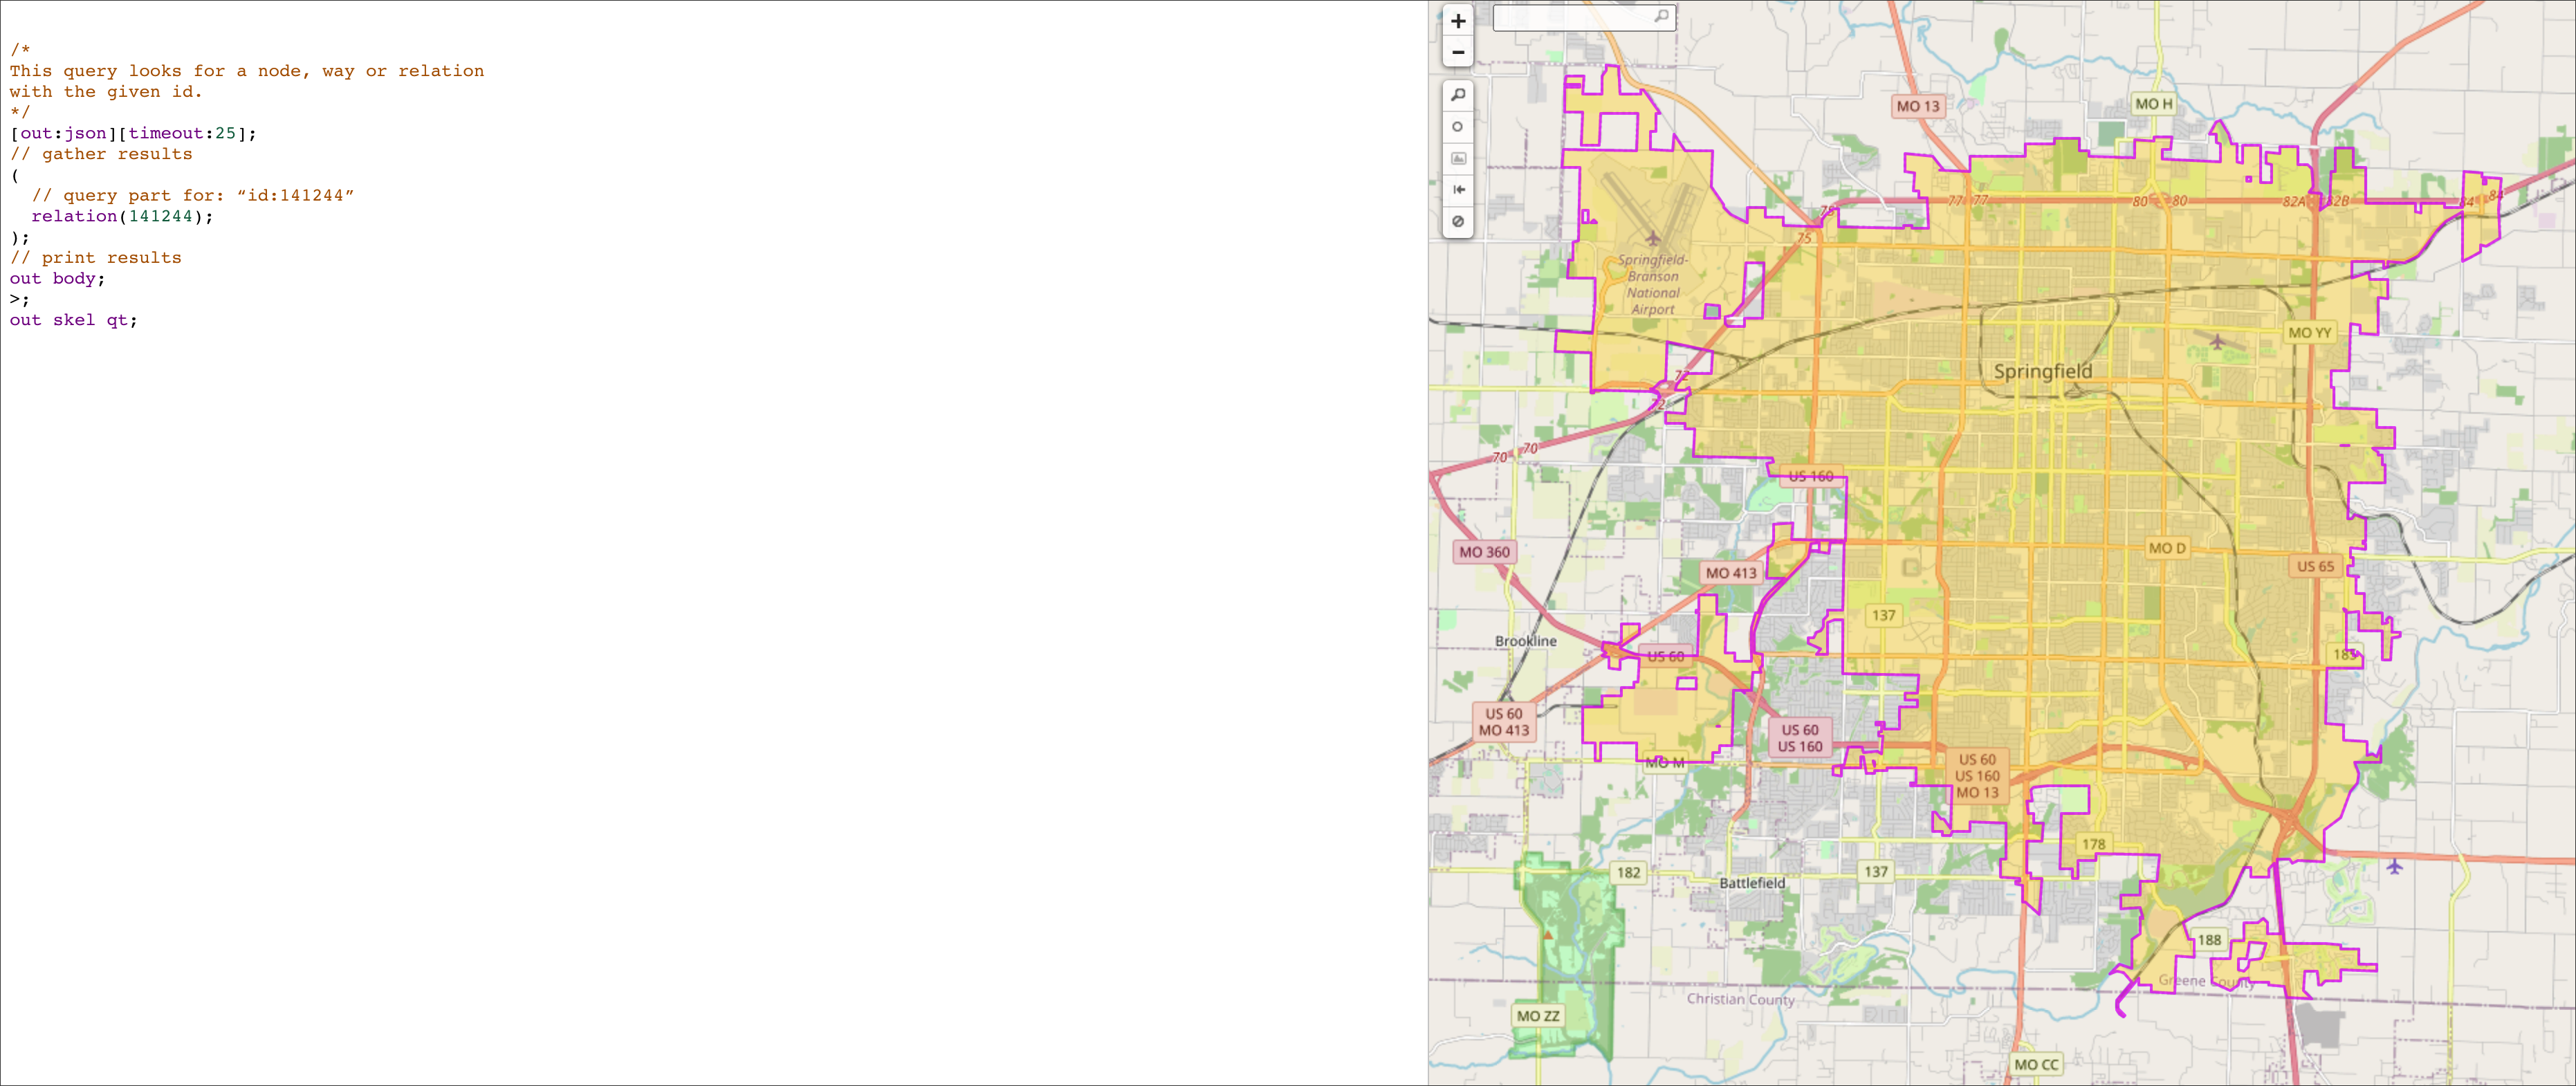 /*
This query looks for a node, way or relation
with the given id.
*/
[out:json][timeout:25];
// gather results
(
  // query part for: “id:141244”
  relation(141244);
);
// print results
out body;
>;
out skel qt;
+
−
MO 13
MO H
77
77
80
80
82A
82B
84
84
78
75
Springfield-
Branson
National
Airport
MO YY
Springfield
72
72
70
70
US 160
MO 360
MO 413
MO D
US 65
137
Brookline
US 60
US 60
MO 413
US 60
US 160
MO M
US 60
US 160
MO 13
178
182
Battlefield
137
188
Greene County
Christian County
MO ZZ
MO CC